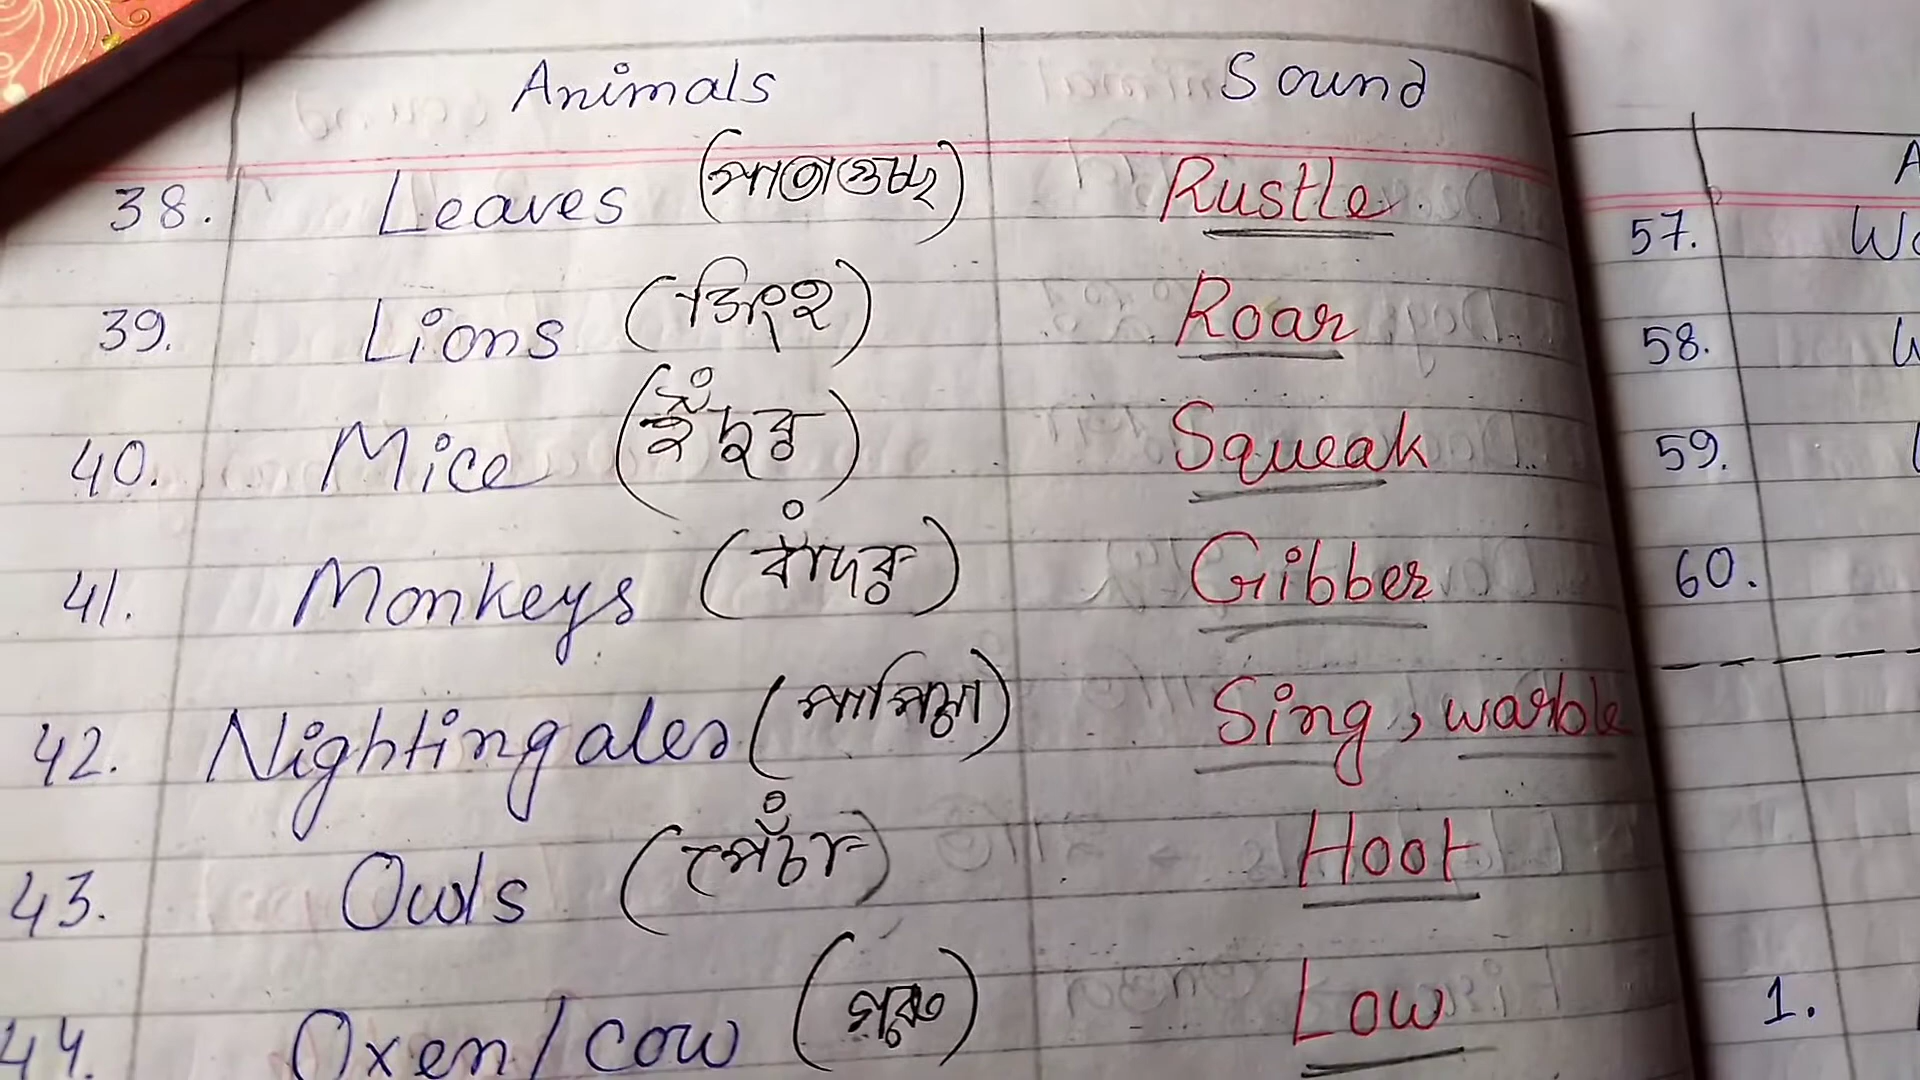 Animals Sound
38. Leaves (পাতাগুচ্ছ) Rustle
39. Lions (সিংহ) Roar
40. Mice (ইঁদুর) Squeak
41. Monkeys (বাঁদর) Gibber
42. Nightingales (পাপিয়া) Sing, warble
43. Owls (পেঁচা) Hoot
44. Oxen/cow (গরু) Low
A
57. Wa
58. W
59.
60.
1.